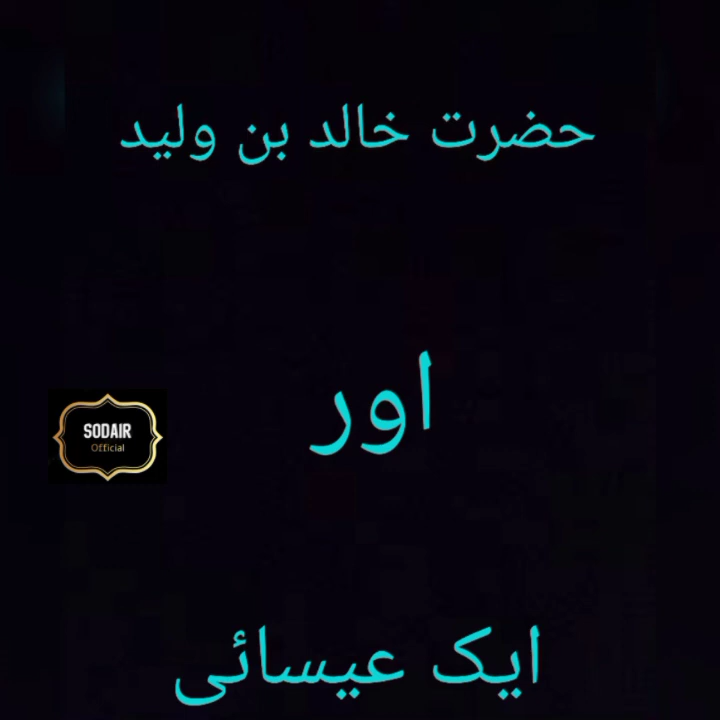 حضرت خالد بن ولید
اور
SODAIR
Official
ایک عیسائی